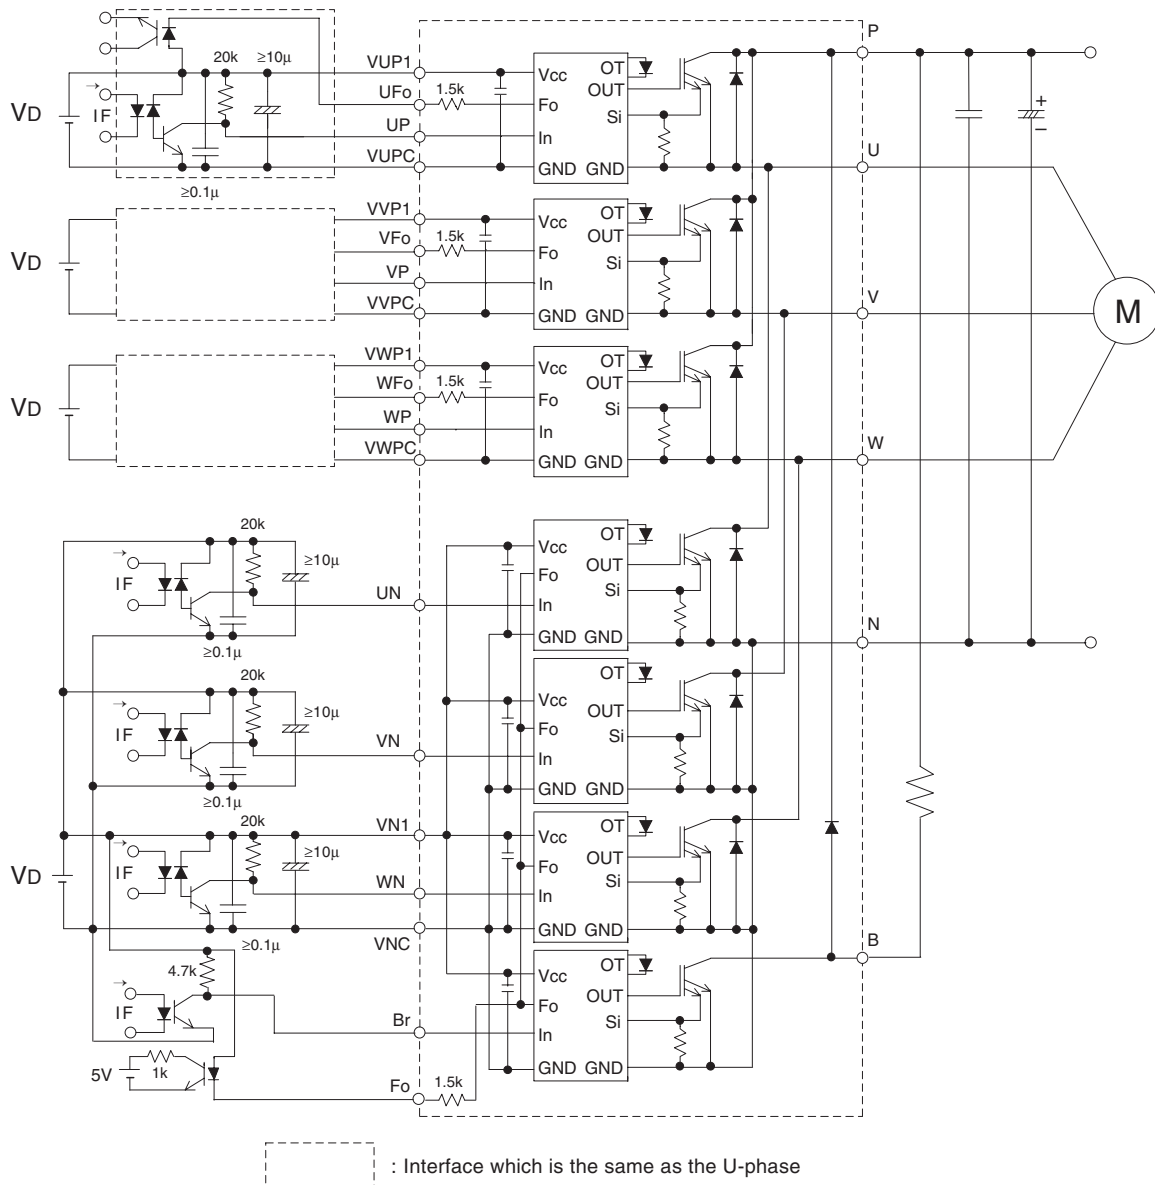 P
20k ≥10μ
VUP1
Vcc
OT
OUT
UFo
1.5k
Fo
VD
IF
Si
UP
In
VUPC
GND GND
U
+
−
≥0.1μ
VVP1
Vcc
OT
OUT
VFo
1.5k
Fo
VD
Si
VP
In
VVPC
GND GND
V
M
VWP1
Vcc
OT
OUT
WFo
1.5k
Fo
VD
Si
WP
In
VWPC
GND GND
W
20k
≥10μ
OT
Vcc
OUT
Fo
IF
Si
UN
In
GND GND
N
≥0.1μ
20k
≥10μ
OT
Vcc
OUT
Fo
IF
Si
VN
In
GND GND
≥0.1μ
20k
≥10μ
VN1
Vcc
OT
OUT
VD
IF
Fo
Si
WN
In
VNC
GND GND
B
≥0.1μ
4.7k
Vcc
OT
OUT
IF
Fo
Si
Br
In
5V
1k
GND GND
Fo
1.5k
: Interface which is the same as the U-phase